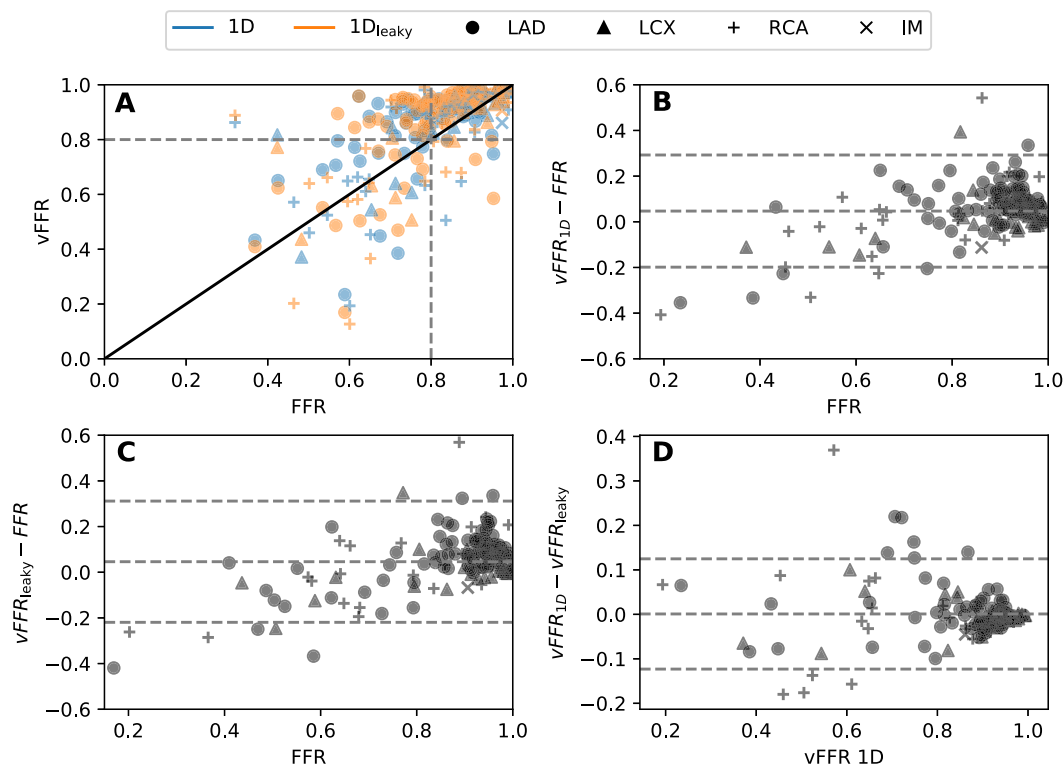 1D 1D_leaky LAD LCX RCA IM
A
1.0
0.8
0.6
0.4
0.2
0.0
vFFR
0.0 0.2 0.4 0.6 0.8 1.0
FFR
B
0.6
0.4
0.2
0.0
−0.2
−0.4
−0.6
vFFR_1D − FFR
0.2 0.4 0.6 0.8 1.0
FFR
C
0.6
0.4
0.2
0.0
−0.2
−0.4
−0.6
vFFR_leaky − FFR
0.2 0.4 0.6 0.8 1.0
FFR
D
0.4
0.3
0.2
0.1
0.0
−0.1
−0.2
vFFR_1D − vFFR_leaky
0.2 0.4 0.6 0.8 1.0
vFFR 1D